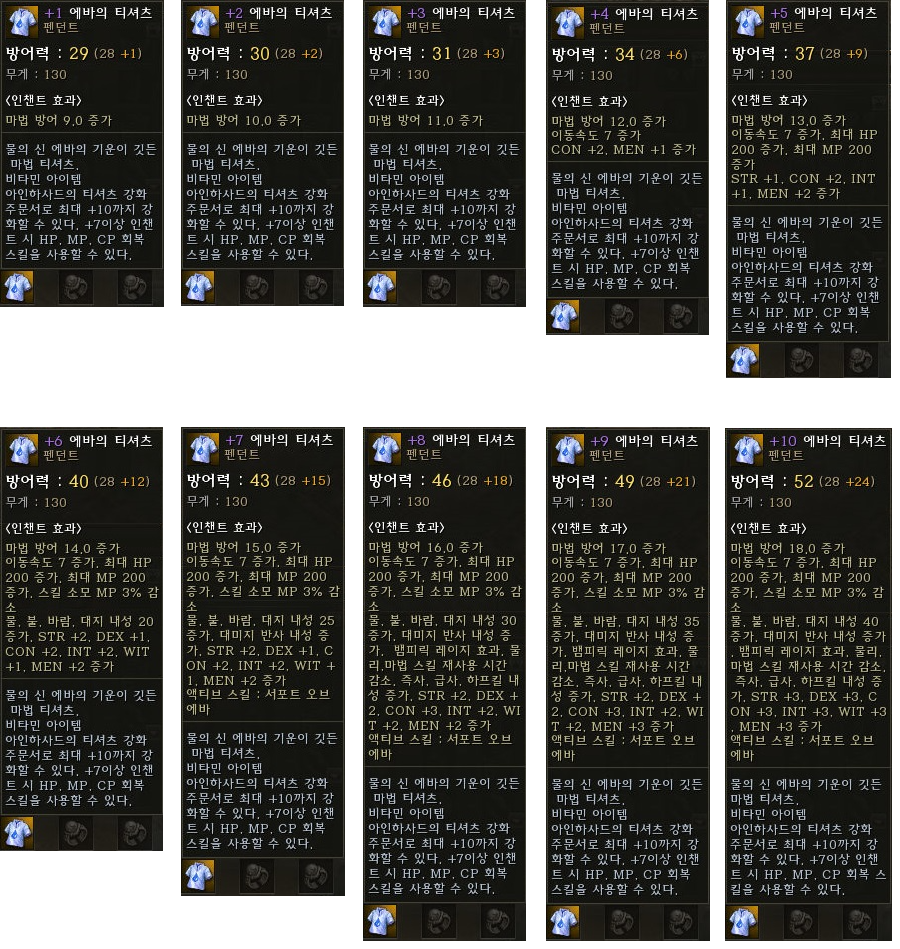 +1 에바의 티셔츠
펜던트
방어력 : 29 (28 +1)
무게 : 130
<인챈트 효과>
마법 방어 9.0 증가
물의 신 에바의 기운이 깃든
마법 티셔츠.
비타민 아이템
아인하사드의 티셔츠 강화
주문서로 최대 +10까지 강
화할 수 있다. +7이상 인챈
트 시 HP, MP, CP 회복
스킬을 사용할 수 있다.
+2 에바의 티셔츠
펜던트
방어력 : 30 (28 +2)
무게 : 130
<인챈트 효과>
마법 방어 10.0 증가
물의 신 에바의 기운이 깃든
마법 티셔츠.
비타민 아이템
아인하사드의 티셔츠 강화
주문서로 최대 +10까지 강
화할 수 있다. +7이상 인챈
트 시 HP, MP, CP 회복
스킬을 사용할 수 있다.
+3 에바의 티셔츠
펜던트
방어력 : 31 (28 +3)
무게 : 130
<인챈트 효과>
마법 방어 11.0 증가
물의 신 에바의 기운이 깃든
마법 티셔츠.
비타민 아이템
아인하사드의 티셔츠 강화
주문서로 최대 +10까지 강
화할 수 있다. +7이상 인챈
트 시 HP, MP, CP 회복
스킬을 사용할 수 있다.
+4 에바의 티셔츠
펜던트
방어력 : 34 (28 +6)
무게 : 130
<인챈트 효과>
마법 방어 12.0 증가
이동속도 7 증가
CON +2, MEN +1 증가
물의 신 에바의 기운이 깃든
마법 티셔츠.
비타민 아이템
아인하사드의 티셔츠 강화
주문서로 최대 +10까지 강
화할 수 있다. +7이상 인챈
트 시 HP, MP, CP 회복
스킬을 사용할 수 있다.
+5 에바의 티셔츠
펜던트
방어력 : 37 (28 +9)
무게 : 130
<인챈트 효과>
마법 방어 13.0 증가
이동속도 7 증가, 최대 HP
200 증가, 최대 MP 200
증가
STR +1, CON +2, INT
+1, MEN +2 증가
물의 신 에바의 기운이 깃든
마법 티셔츠.
비타민 아이템
아인하사드의 티셔츠 강화
주문서로 최대 +10까지 강
화할 수 있다. +7이상 인챈
트 시 HP, MP, CP 회복
스킬을 사용할 수 있다.
+6 에바의 티셔츠
펜던트
방어력 : 40 (28 +12)
무게 : 130
<인챈트 효과>
마법 방어 14.0 증가
이동속도 7 증가, 최대 HP
200 증가, 최대 MP 200
증가, 스킬 소모 MP 3% 감
소
물, 불, 바람, 대지 내성 20
증가, STR +2, DEX +1,
CON +2, INT +2, WIT
+1, MEN +2 증가
물의 신 에바의 기운이 깃든
마법 티셔츠.
비타민 아이템
아인하사드의 티셔츠 강화
주문서로 최대 +10까지 강
화할 수 있다. +7이상 인챈
트 시 HP, MP, CP 회복
스킬을 사용할 수 있다.
+7 에바의 티셔츠
펜던트
방어력 : 43 (28 +15)
무게 : 130
<인챈트 효과>
마법 방어 15.0 증가
이동속도 7 증가, 최대 HP
200 증가, 최대 MP 200
증가, 스킬 소모 MP 3% 감
소
물, 불, 바람, 대지 내성 25
증가, 대미지 반사 내성 증
가, STR +2, DEX +1, C
ON +2, INT +2, WIT +
1, MEN +2 증가
액티브 스킬 : 서포트 오브
에바
물의 신 에바의 기운이 깃든
마법 티셔츠.
비타민 아이템
아인하사드의 티셔츠 강화
주문서로 최대 +10까지 강
화할 수 있다. +7이상 인챈
트 시 HP, MP, CP 회복
스킬을 사용할 수 있다.
+8 에바의 티셔츠
펜던트
방어력 : 46 (28 +18)
무게 : 130
<인챈트 효과>
마법 방어 16.0 증가
이동속도 7 증가, 최대 HP
200 증가, 최대 MP 200
증가, 스킬 소모 MP 3% 감
소
물, 불, 바람, 대지 내성 30
증가, 대미지 반사 내성 증
가, 뱀피릭 레이지 효과, 물
리,마법 스킬 재사용 시간
감소, 즉사, 급사, 하프킬 내
성 증가, STR +2, DEX +
2, CON +3, INT +2, WI
T +2, MEN +2 증가
액티브 스킬 : 서포트 오브
에바
물의 신 에바의 기운이 깃든
마법 티셔츠.
비타민 아이템
아인하사드의 티셔츠 강화
주문서로 최대 +10까지 강
화할 수 있다. +7이상 인챈
트 시 HP, MP, CP 회복
스킬을 사용할 수 있다.
+9 에바의 티셔츠
펜던트
방어력 : 49 (28 +21)
무게 : 130
<인챈트 효과>
마법 방어 17.0 증가
이동속도 7 증가, 최대 HP
200 증가, 최대 MP 200
증가, 스킬 소모 MP 3% 감
소
물, 불, 바람, 대지 내성 35
증가, 대미지 반사 내성 증
가, 뱀피릭 레이지 효과, 물
리,마법 스킬 재사용 시간
감소, 즉사, 급사, 하프킬 내
성 증가, STR +2, DEX +
2, CON +3, INT +2, WI
T +2, MEN +3 증가
액티브 스킬 : 서포트 오브
에바
물의 신 에바의 기운이 깃든
마법 티셔츠.
비타민 아이템
아인하사드의 티셔츠 강화
주문서로 최대 +10까지 강
화할 수 있다. +7이상 인챈
트 시 HP, MP, CP 회복
스킬을 사용할 수 있다.
+10 에바의 티셔츠
펜던트
방어력 : 52 (28 +24)
무게 : 130
<인챈트 효과>
마법 방어 18.0 증가
이동속도 7 증가, 최대 HP
200 증가, 최대 MP 200
증가, 스킬 소모 MP 3% 감
소
물, 불, 바람, 대지 내성 40
증가, 대미지 반사 내성 증가
, 뱀피릭 레이지 효과, 물리,
마법 스킬 재사용 시간 감소,
즉사, 급사, 하프킬 내성 증
가, STR +3, DEX +3, C
ON +3, INT +3, WIT +3
, MEN +3 증가
액티브 스킬 : 서포트 오브
에바
물의 신 에바의 기운이 깃든
마법 티셔츠.
비타민 아이템
아인하사드의 티셔츠 강화
주문서로 최대 +10까지 강
화할 수 있다. +7이상 인챈
트 시 HP, MP, CP 회복 스
킬을 사용할 수 있다.